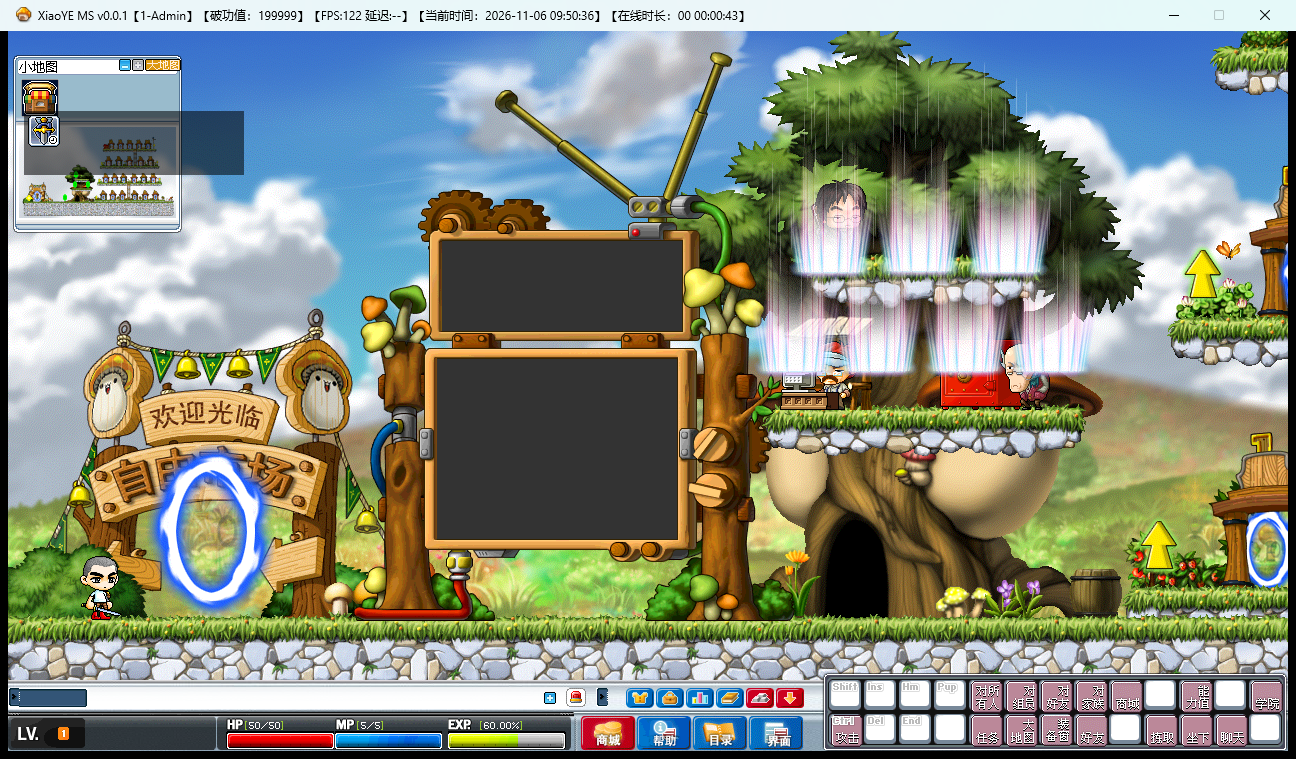 XiaoYE MS v0.0.1【1-Admin】【破功值：199999】【FPS:122 延迟:--】【当前时间：2026-11-06 09:50:36】【在线时长：00 00:00:43】
小地图
大地图
欢迎光临
自由市场
LV. 1
HP [50/50]
MP [5/5]
EXP. [60.00%]
商城
帮助
目录
界面
Shift
Ins
Hm
Pup
对所有人
对组员
对好友
对家族
商城
能力值
学院
Ctrl
攻击
Del
End
任务
大地图
装备窗
好友
拾取
坐下
聊天